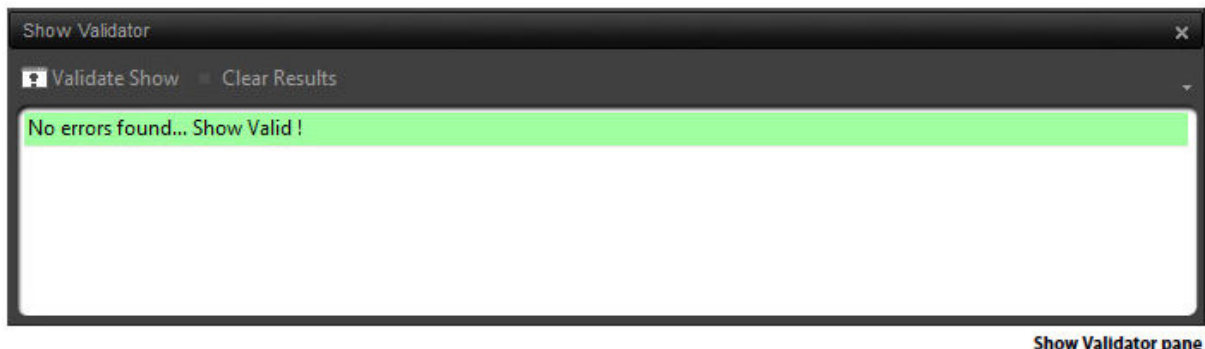 Show Validator
Validate Show Clear Results
No errors found... Show Valid !
Show Validator pane